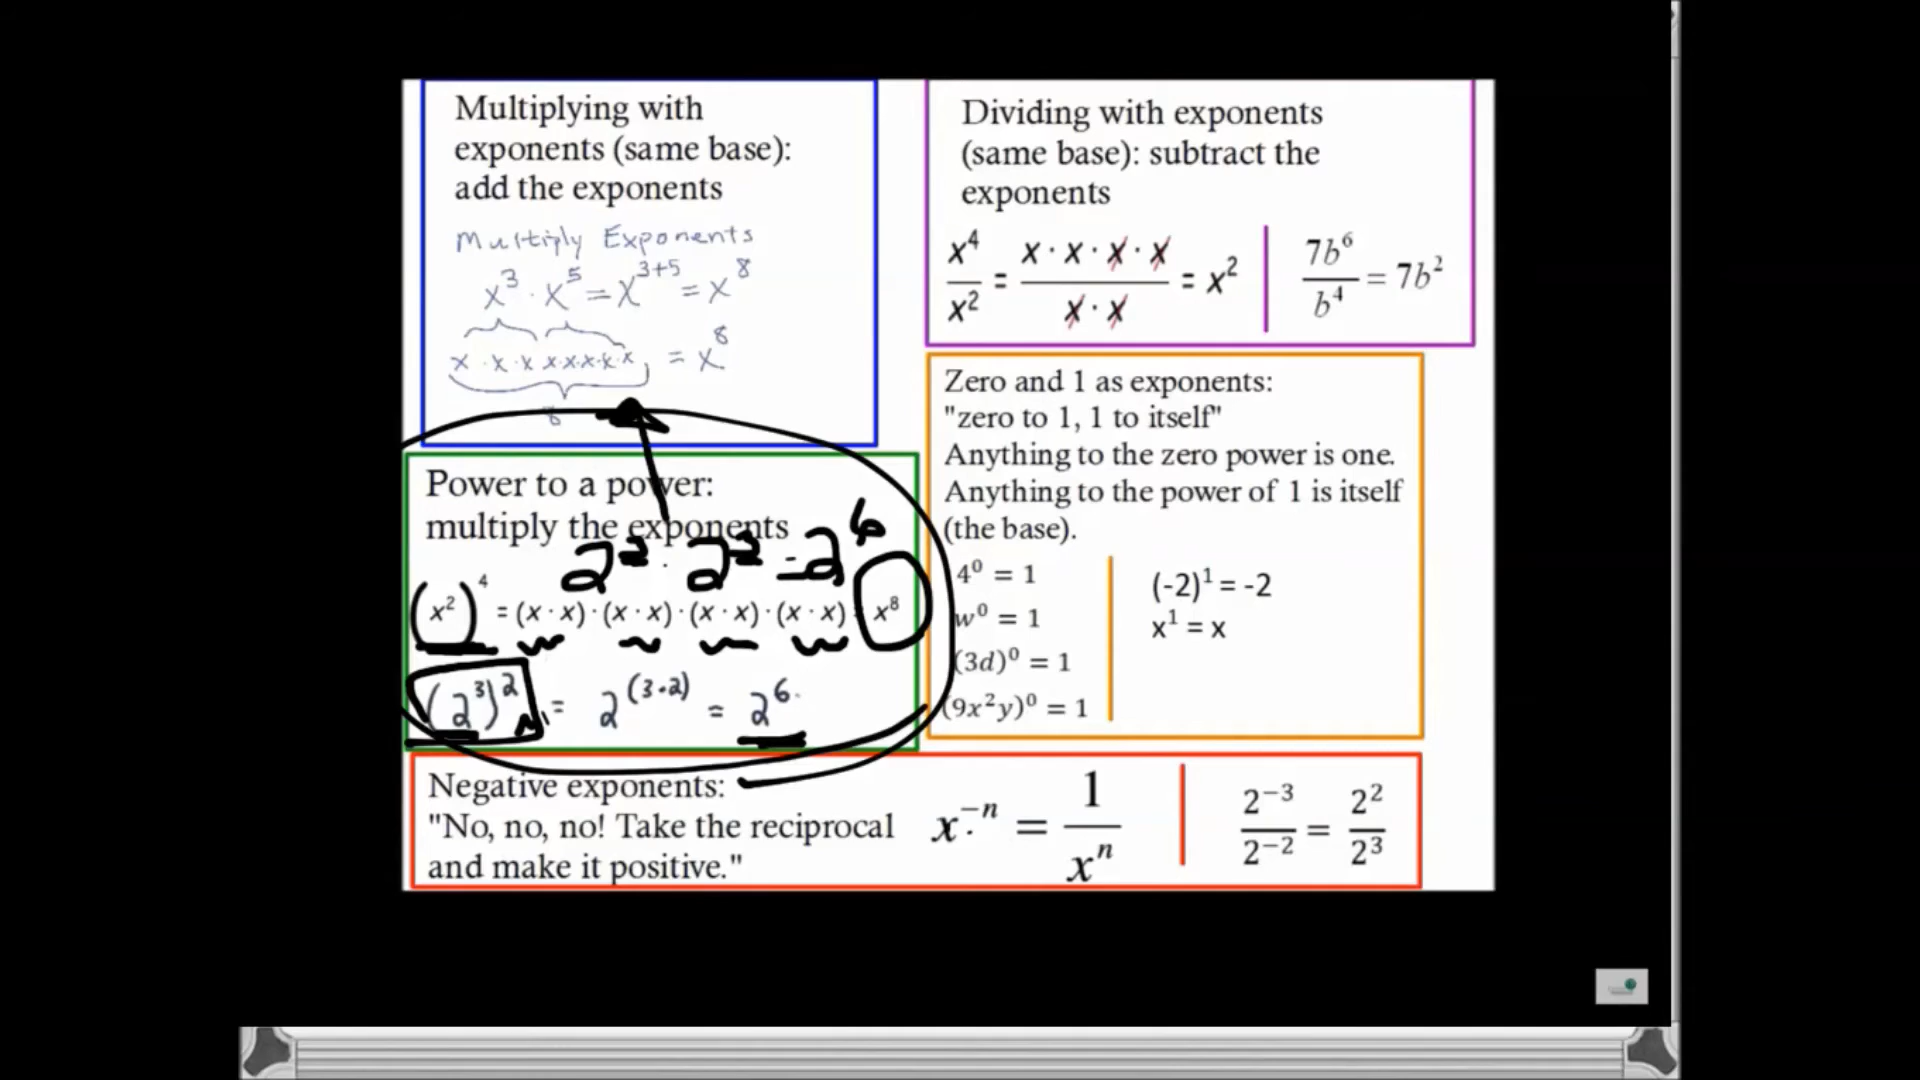 Multiplying with
exponents (same base):
add the exponents
Multiply Exponents
x³ · x⁵ = x³⁺⁵ = x⁸
x · x · x x·x·x·x·x = x⁸
8
Power to a power:
multiply the exponents
2³ · 2³ = 2⁶
(x²)⁴ = (x · x) · (x · x) · (x · x) · (x · x) = x⁸
(2³)² = 2^(3·2) = 2⁶
Dividing with exponents
(same base): subtract the
exponents
x⁴/x² = (x · x · x · x)/(x · x) = x²
7b⁶/b⁴ = 7b²
Zero and 1 as exponents:
"zero to 1, 1 to itself"
Anything to the zero power is one.
Anything to the power of 1 is itself
(the base).
4⁰ = 1
w⁰ = 1
(3d)⁰ = 1
(9x²y)⁰ = 1
(-2)¹ = -2
x¹ = x
Negative exponents:
"No, no, no! Take the reciprocal
and make it positive."
x⁻ⁿ = 1/xⁿ
2⁻³/2⁻² = 2²/2³